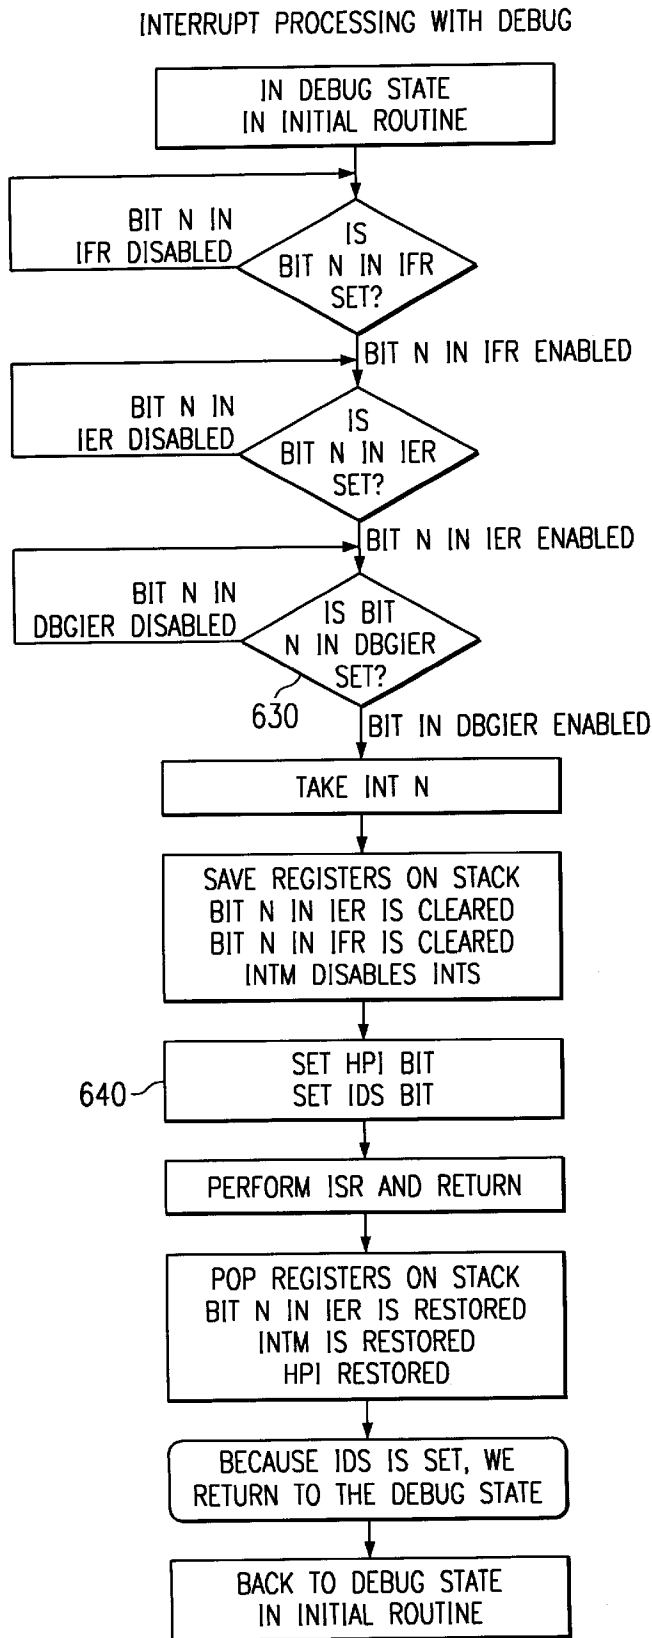 INTERRUPT PROCESSING WITH DEBUG
IN DEBUG STATE
IN INITIAL ROUTINE
BIT N IN
IFR DISABLED
IS
BIT N IN IFR
SET?
BIT N IN IFR ENABLED
BIT N IN
IER DISABLED
IS
BIT N IN IER
SET?
BIT N IN IER ENABLED
BIT N IN
DBGIER DISABLED
IS BIT
N IN DBGIER
SET?
630
BIT IN DBGIER ENABLED
TAKE INT N
SAVE REGISTERS ON STACK
BIT N IN IER IS CLEARED
BIT N IN IFR IS CLEARED
INTM DISABLES INTS
640
SET HPI BIT
SET IDS BIT
PERFORM ISR AND RETURN
POP REGISTERS ON STACK
BIT N IN IER IS RESTORED
INTM IS RESTORED
HPI RESTORED
BECAUSE IDS IS SET, WE
RETURN TO THE DEBUG STATE
BACK TO DEBUG STATE
IN INITIAL ROUTINE